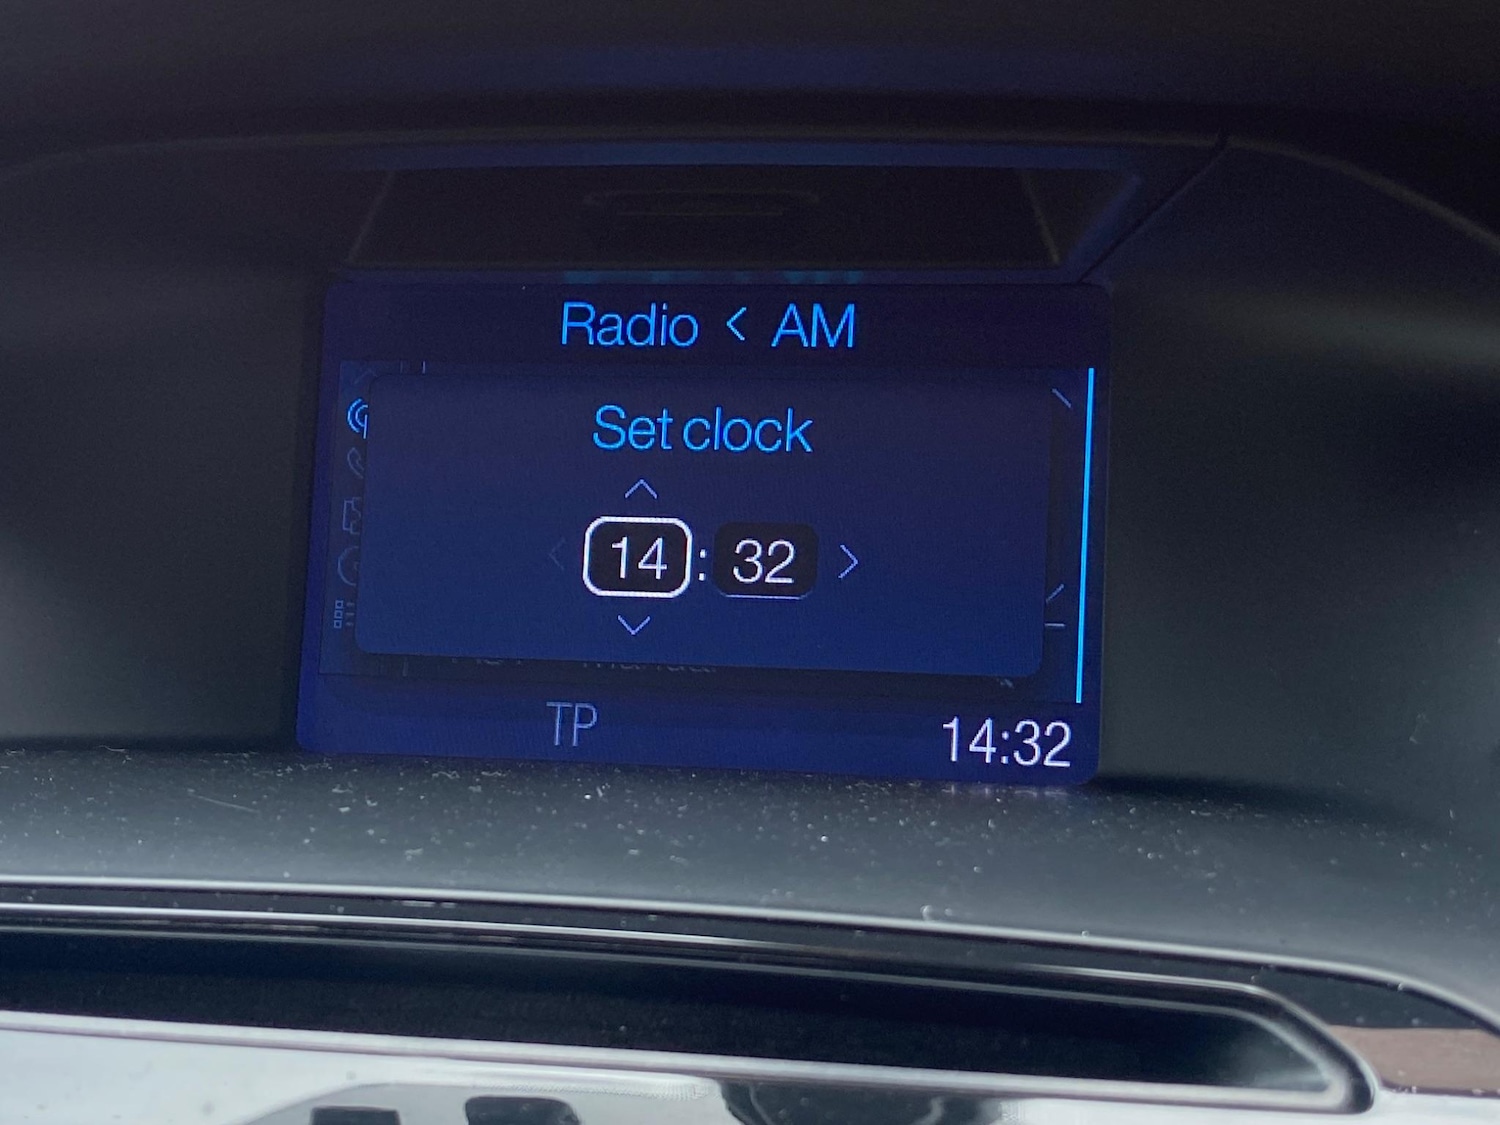 Radio < AM
Set clock
14 : 32
TP
14:32